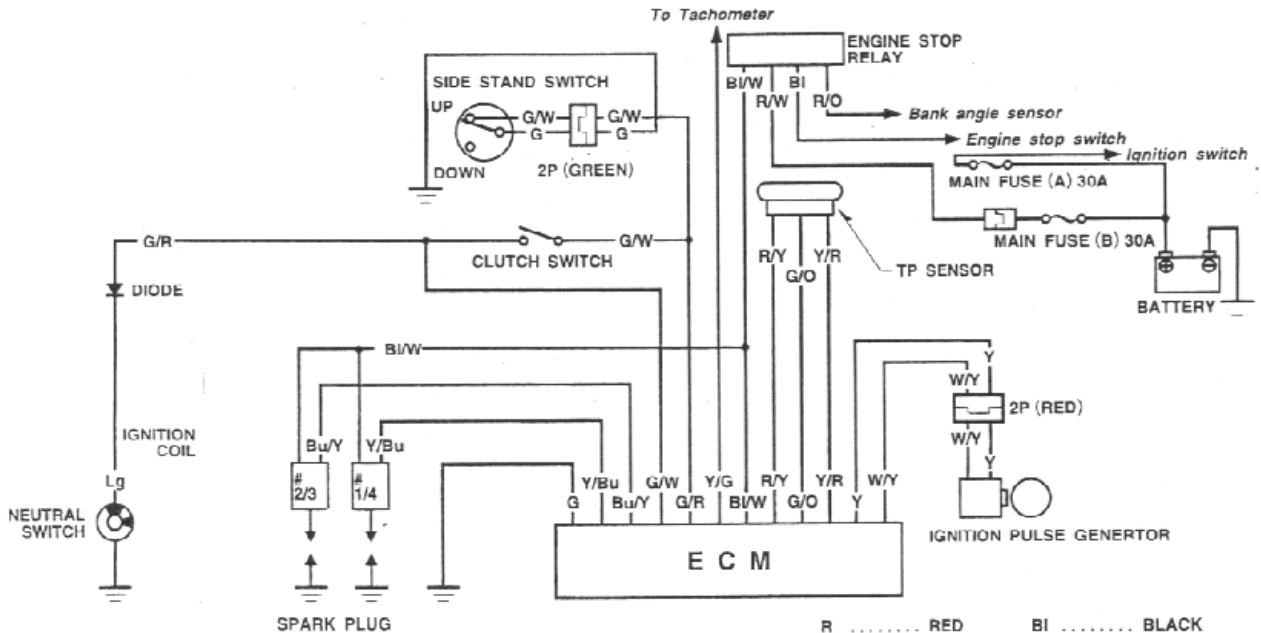 To Tachometer
ENGINE STOP
RELAY
Bl/W
R/W
Bl
R/O
Bank angle sensor
Engine stop switch
Ignition switch
MAIN FUSE (A) 30A
MAIN FUSE (B) 30A
BATTERY
SIDE STAND SWITCH
UP
DOWN
G/W
G
G/W
G
2P (GREEN)
G/R
CLUTCH SWITCH
G/W
DIODE
R/Y
G/O
Y/R
TP SENSOR
Bl/W
Y
W/Y
2P (RED)
W/Y
Y
IGNITION
COIL
Bu/Y
Y/Bu
#
2/3
#
1/4
Lg
NEUTRAL
SWITCH
G
Y/Bu
Bu/Y
G/W
G/R
Y/G
Bl/W
R/Y
G/O
Y/R
Y
W/Y
IGNITION PULSE GENERTOR
ECM
SPARK PLUG
R ........ RED
Bl ........ BLACK